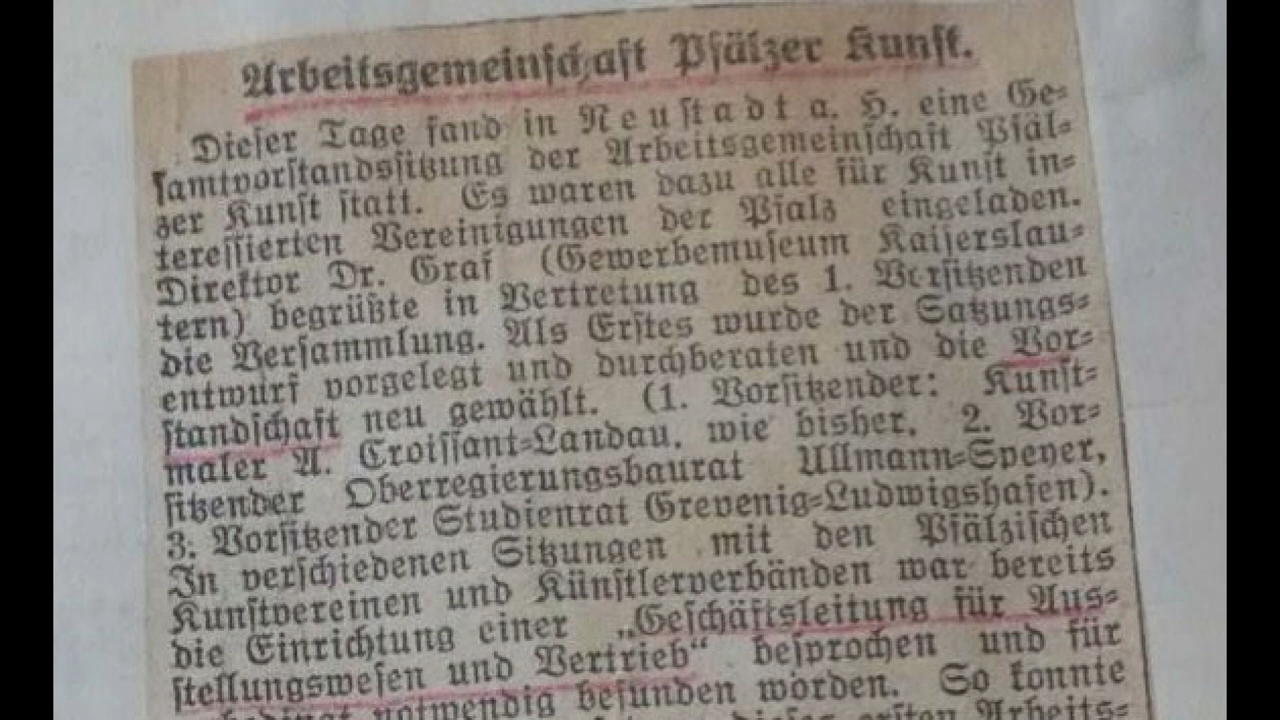 Arbeitsgemeinschaft Pfälzer Kunst.
Dieser Tage fand in Neustadt a. H. eine Ge-
samtvorstandssitzung der Arbeitsgemeinschaft Pfäl-
zer Kunst statt. Es waren dazu alle für Kunst in-
teressierten Vereinigungen der Pfalz eingeladen.
Direktor Dr. Graf (Gewerbemuseum Kaiserslau-
tern) begrüßte in Vertretung des 1. Vorsitzenden
die Versammlung. Als Erstes wurde der Satzungs-
entwurf vorgelegt und durchberaten und die Vor-
standschaft neu gewählt. (1. Vorsitzender: Kunst-
maler A. Croissant-Landau, wie bisher. 2. Vor-
sitzender Oberregierungsbaurat Ullmann-Speyer,
3. Vorsitzender Studienrat Grevenig-Ludwigshafen).
In verschiedenen Sitzungen mit den Pfälzischen
Kunstvereinen und Künstlerverbänden war bereits
die Einrichtung einer „Geschäftsleitung für Aus-
stellungswesen und Vertrieb“ besprochen und für
notwendig befunden worden. So konnte
dieses ersten Arbeits-